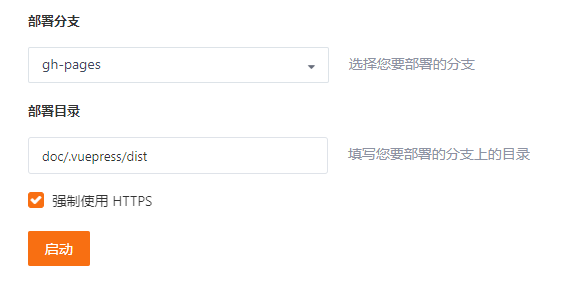 部署分支
gh-pages
选择您要部署的分支
部署目录
doc/.vuepress/dist
填写您要部署的分支上的目录
强制使用 HTTPS
启动